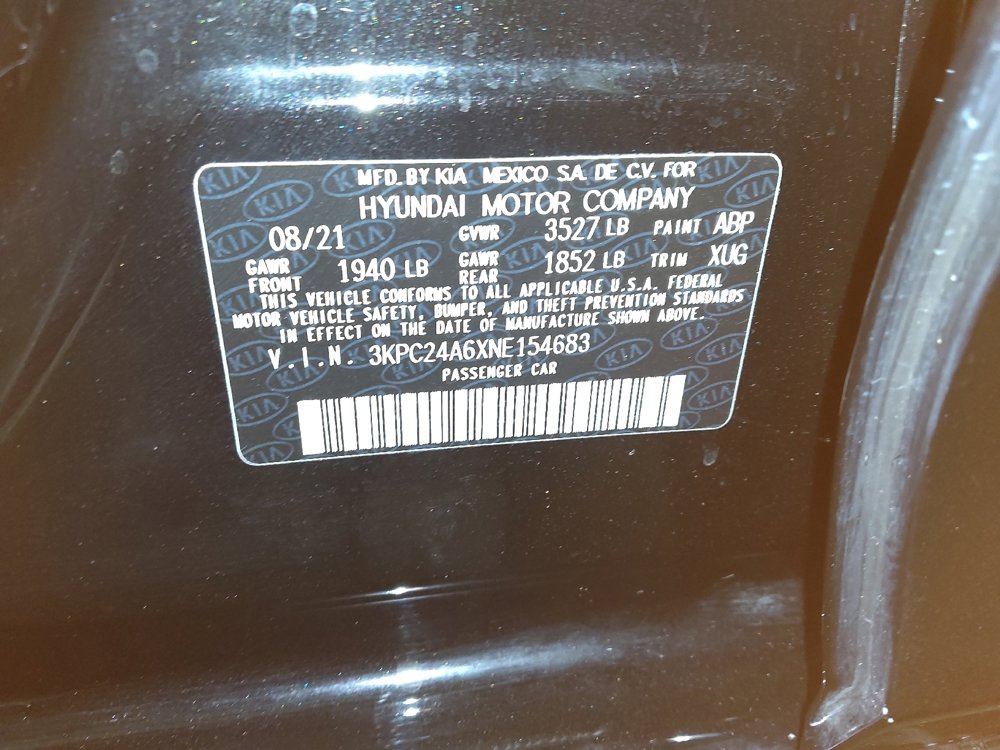 MFD. BY KIA MEXICO S.A. DE C.V. FOR
HYUNDAI MOTOR COMPANY
08/21 GVWR 3527 LB PAINT ABP
GAWR FRONT 1940 LB GAWR REAR 1852 LB TRIM XUG
THIS VEHICLE CONFORMS TO ALL APPLICABLE U.S.A. FEDERAL
MOTOR VEHICLE SAFETY, BUMPER, AND THEFT PREVENTION STANDARDS
IN EFFECT ON THE DATE OF MANUFACTURE SHOWN ABOVE.
V.I.N. 3KPC24A6XNE154683
PASSENGER CAR